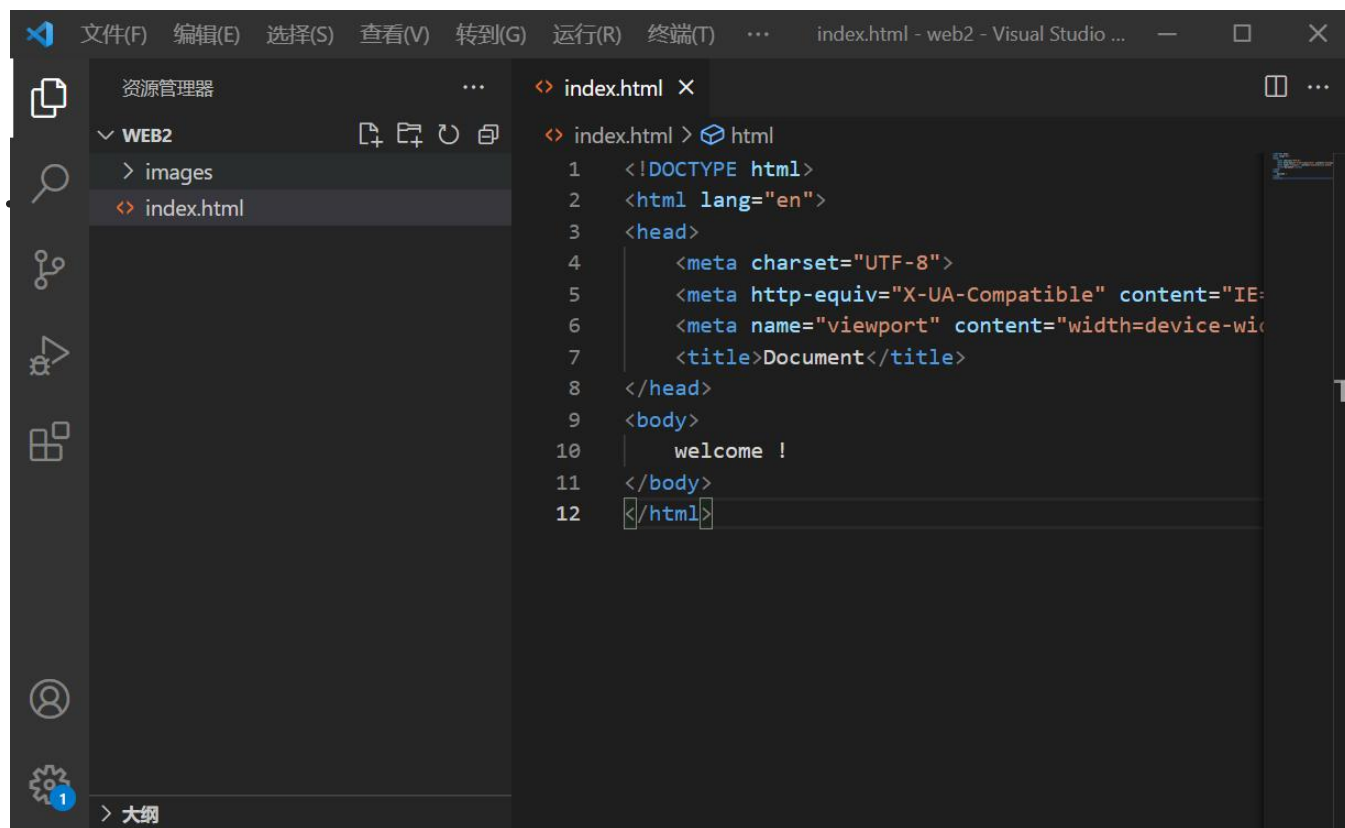 文件(F) 编辑(E) 选择(S) 查看(V) 转到(G) 运行(R) 终端(T) ··· index.html - web2 - Visual Studio ...
资源管理器 ···
index.html
WEB2
images
index.html
index.html > html
1 <!DOCTYPE html>
2 <html lang="en">
3 <head>
4 <meta charset="UTF-8">
5 <meta http-equiv="X-UA-Compatible" content="IE=
6 <meta name="viewport" content="width=device-wid
7 <title>Document</title>
8 </head>
9 <body>
10 welcome !
11 </body>
12 </html>
1
大纲